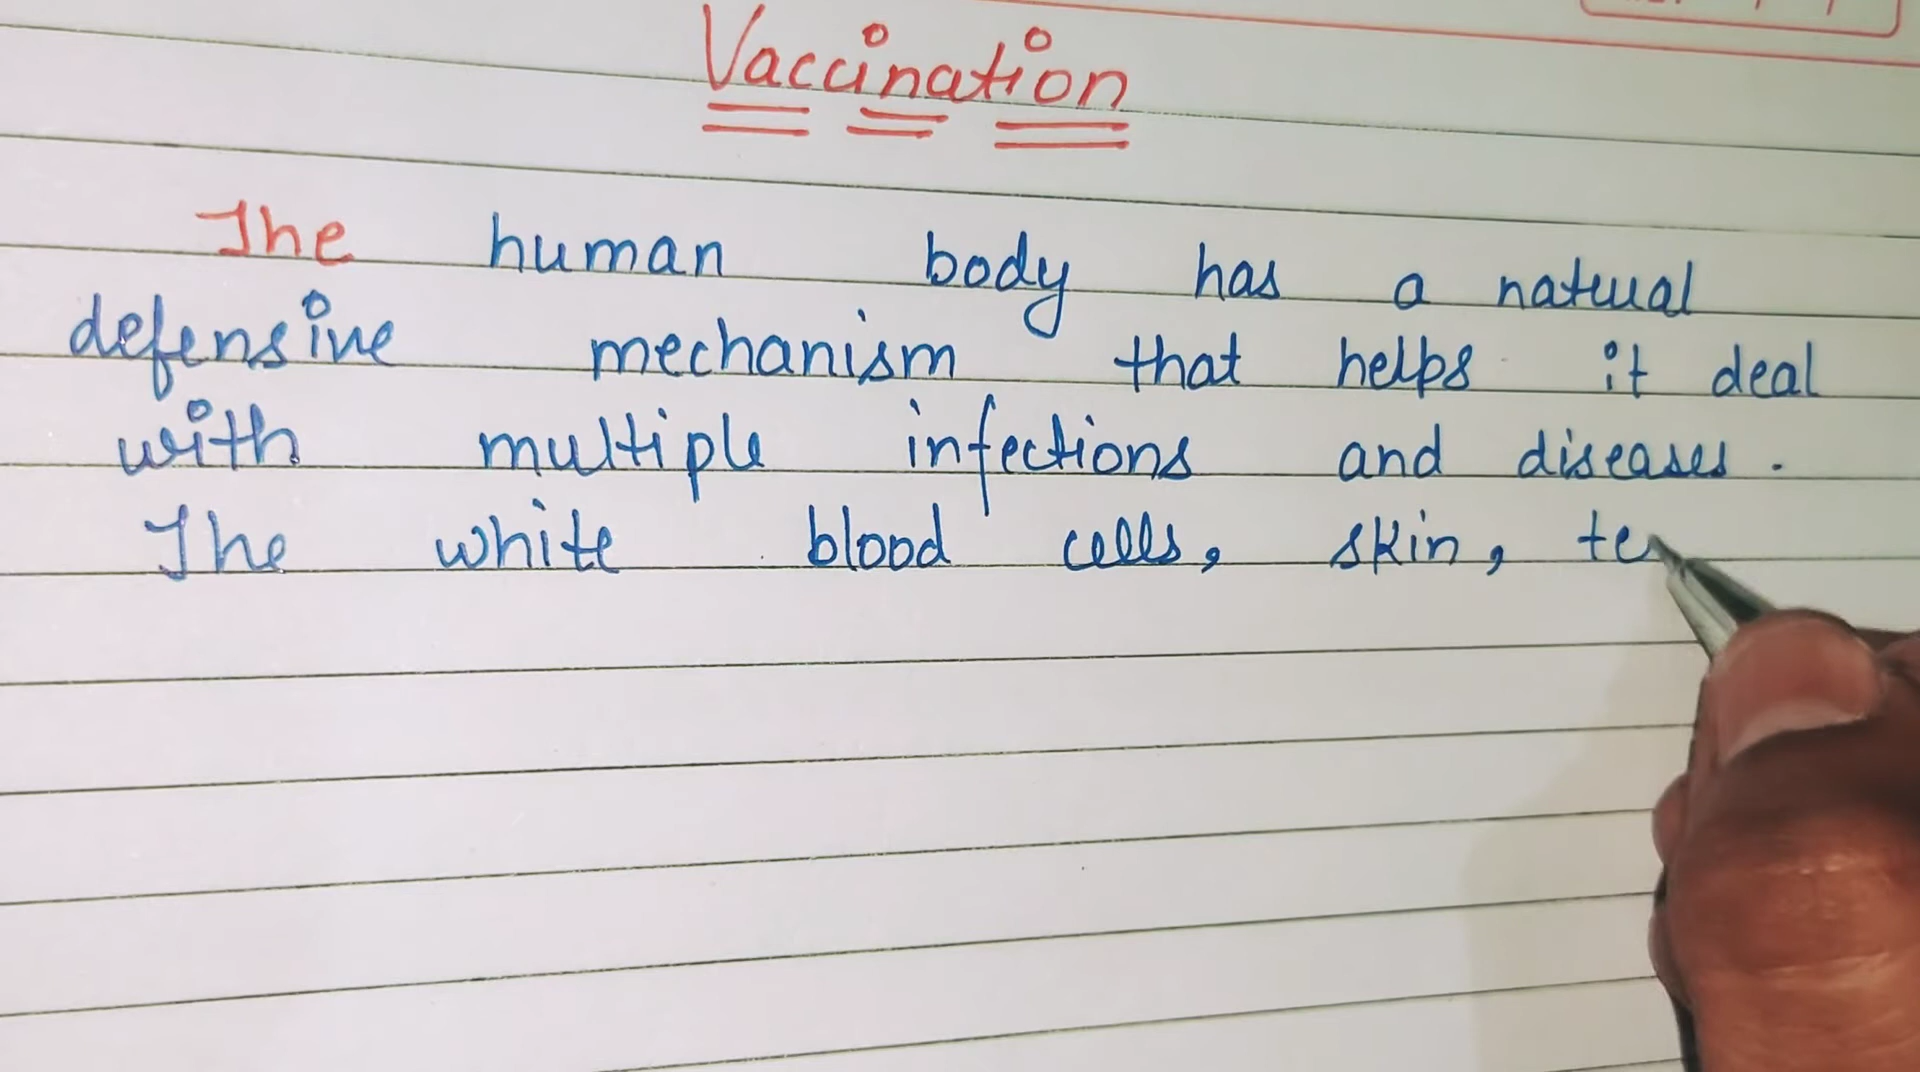 Vaccination
The human body has a natural
defensive mechanism that helps it deal
with multiple infections and diseases.
The white blood cells, skin, te